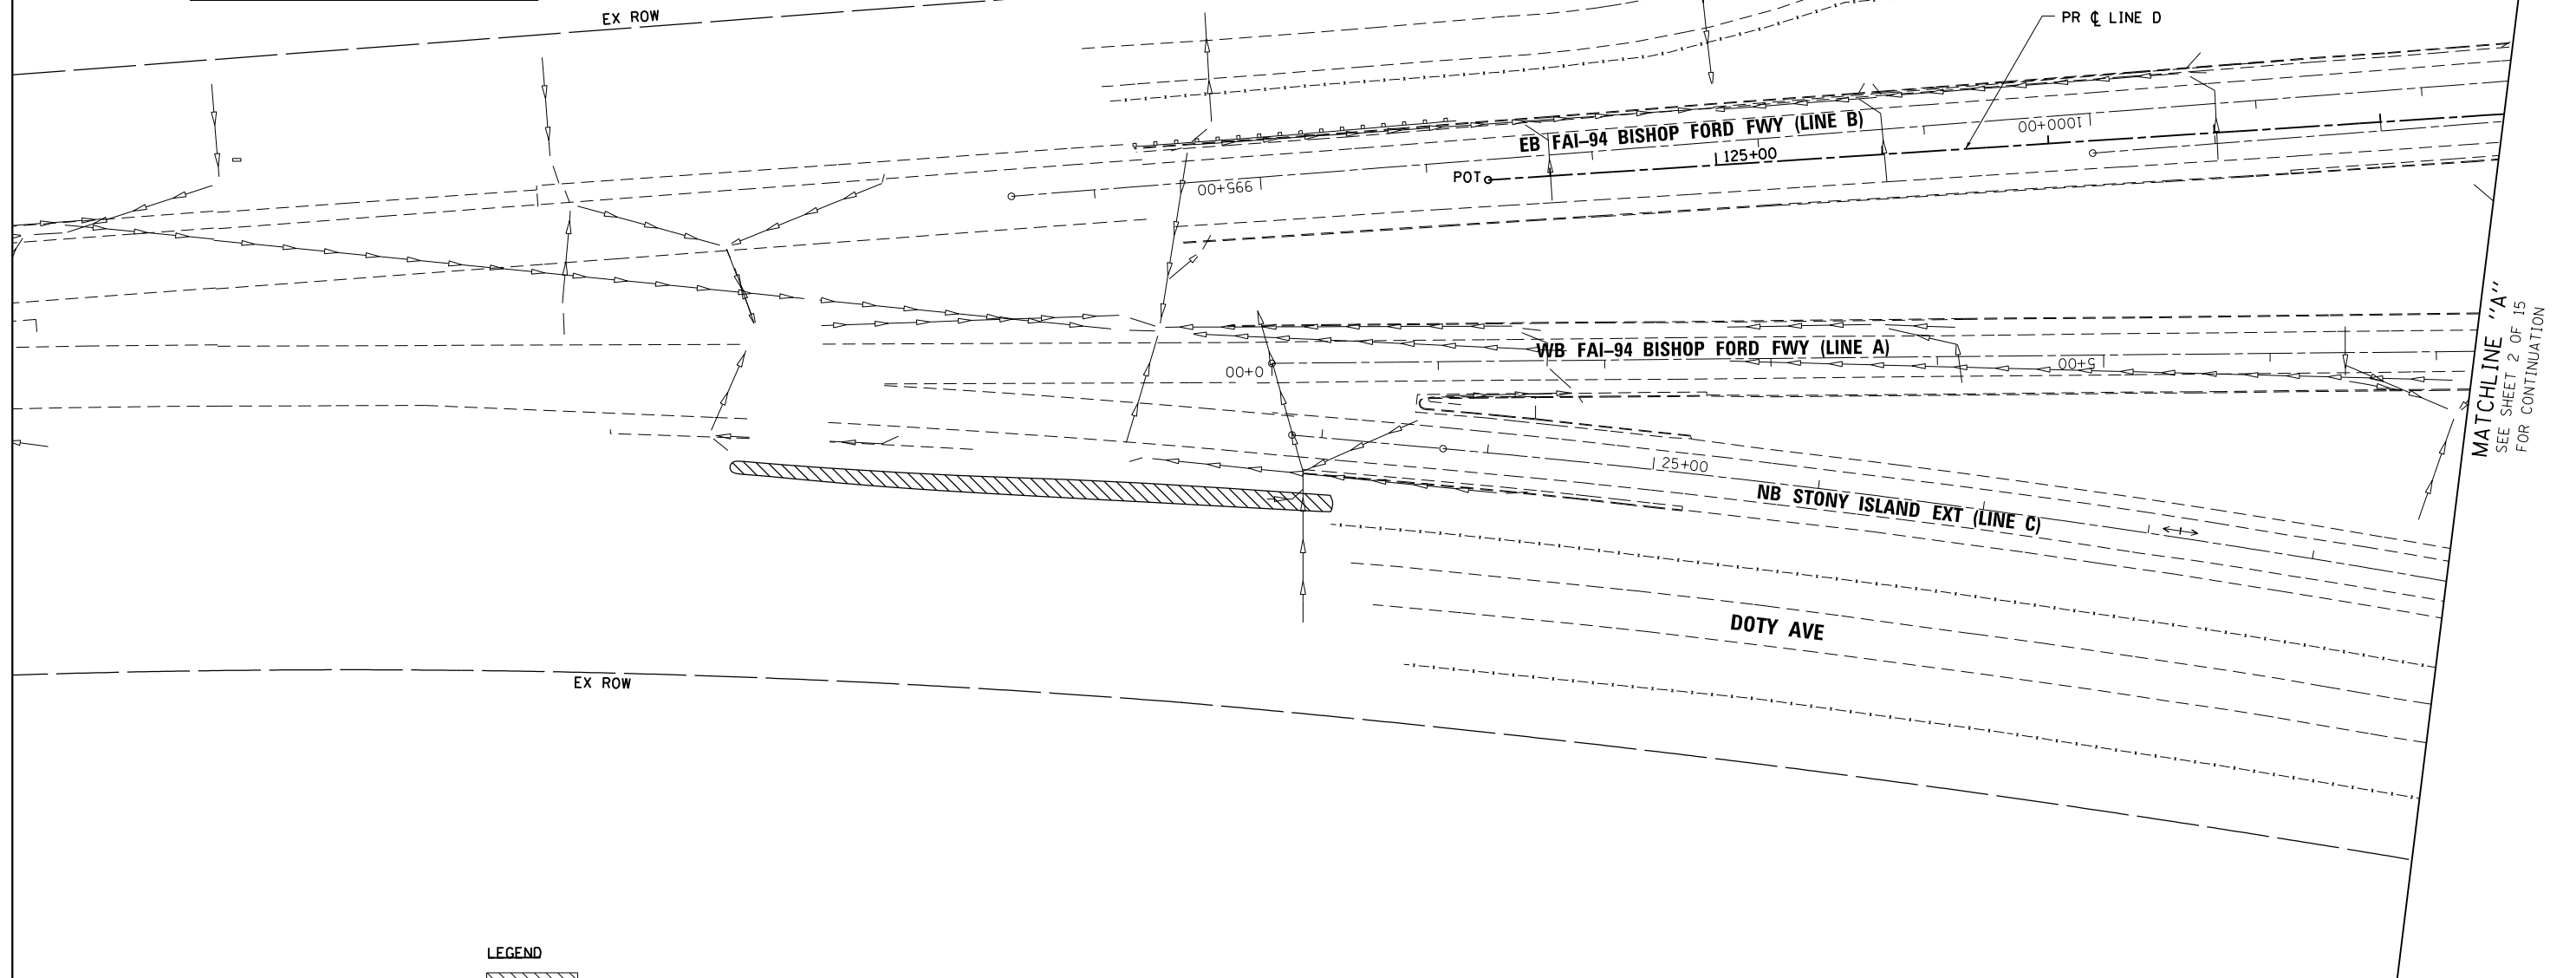 EX ROW
PR ℄ LINE D
EB FAI-94 BISHOP FORD FWY (LINE B)
1000+00
125+00
POT
995+00
WB FAI-94 BISHOP FORD FWY (LINE A)
0+00
5+00
MATCHLINE "A"
SEE SHEET 2 OF 15
FOR CONTINUATION
25+00
NB STONY ISLAND EXT (LINE C)
DOTY AVE
EX ROW
LEGEND